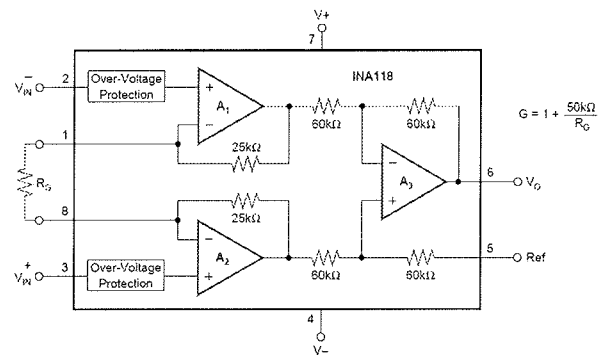 V+
7
INA118
V⁻IN
2
Over-Voltage
Protection
+
A1
−
60kΩ
60kΩ
G = 1 + 50kΩ
RG
1
25kΩ
RG
−
A3
+
6
VO
8
25kΩ
−
A2
+
5
Ref
V⁺IN
3
Over-Voltage
Protection
60kΩ
60kΩ
4
V−